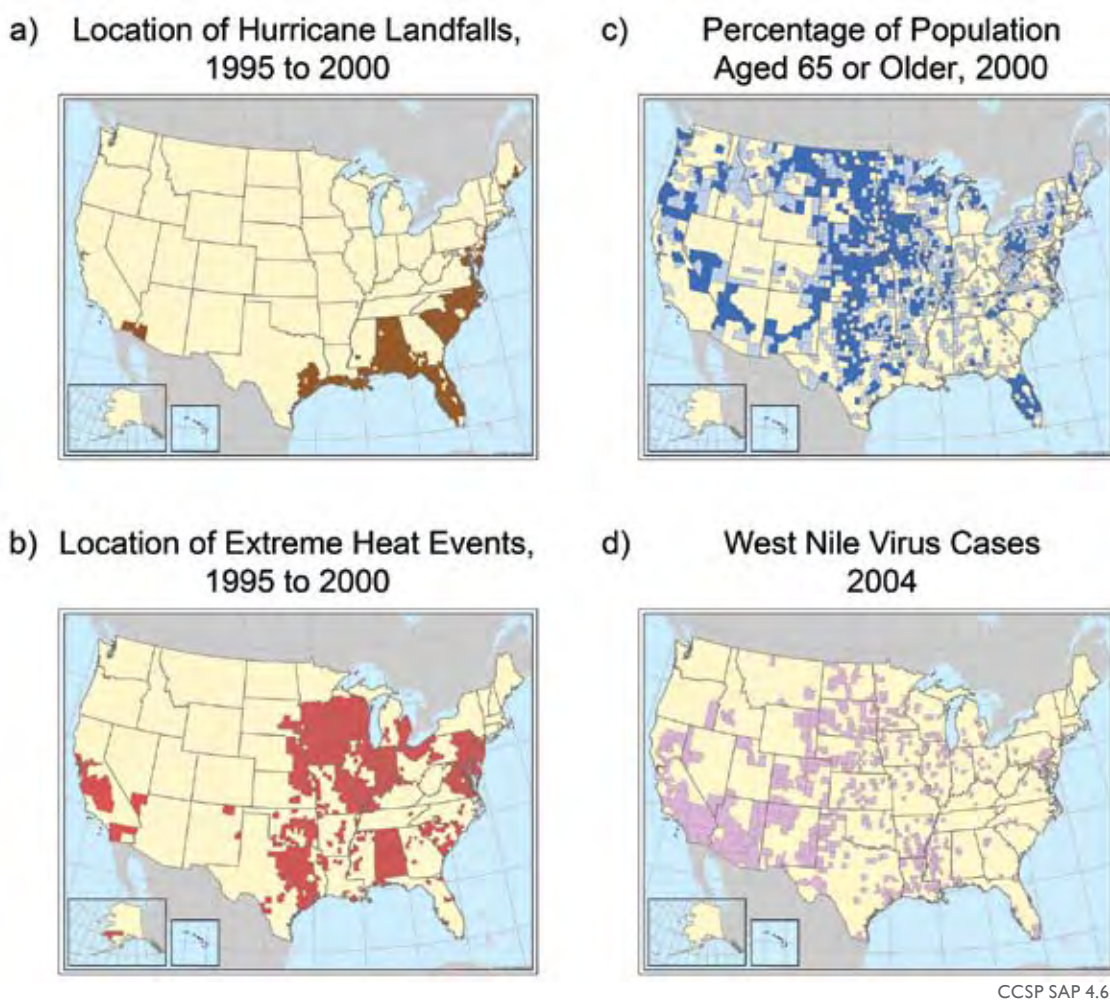 a) Location of Hurricane Landfalls,
1995 to 2000
c) Percentage of Population
Aged 65 or Older, 2000
b) Location of Extreme Heat Events,
1995 to 2000
d) West Nile Virus Cases
2004
CCSP SAP 4.6